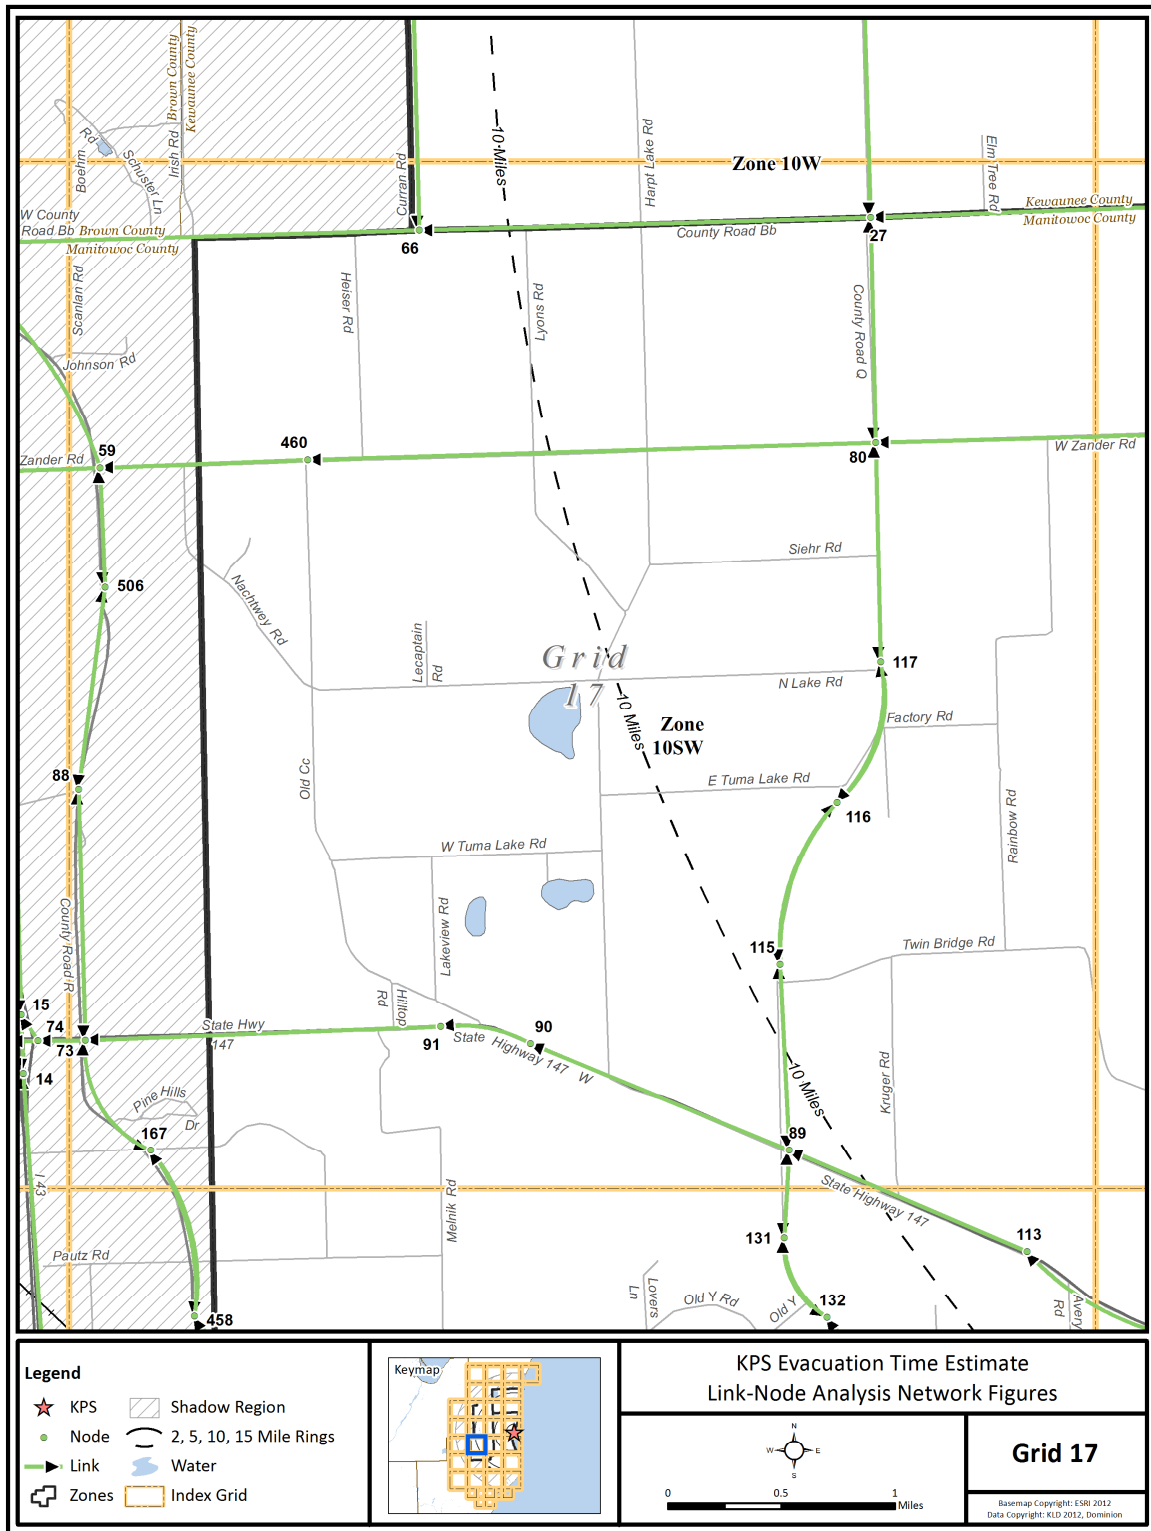 Brown County
Kewaunee County
Irish Rd
Boehm
Rd
Schuster Ln
Curran Rd
10 Miles
Harpt Lake Rd
Zone 10W
Elm Tree Rd
W County
Road Bb
Brown County
Manitowoc County
Kewaunee County
Manitowoc County
66
County Road Bb
27
Scanlan Rd
Heiser Rd
Lyons Rd
County Road Q
Johnson Rd
59
460
Zander Rd
80
W Zander Rd
506
Nachtwey Rd
Siehr Rd
Lecaptain
Rd
Grid
17
117
N Lake Rd
10 Miles
Zone
10SW
Factory Rd
88
Old Cc
E Tuma Lake Rd
116
Rainbow Rd
W Tuma Lake Rd
County Road R
Lakeview Rd
115
Twin Bridge Rd
Hilltop
Rd
15
74
73
14
State Hwy
147
91
State
Highway 147
W
90
10 Miles
Kruger Rd
Pine Hills
Dr
167
89
I 43
Melnik Rd
State Highway 147
131
113
Pautz Rd
Lovers
Ln
Old Y Rd
Old Y
132
Avery
Rd
458
Legend
KPS
Shadow Region
Node
2, 5, 10, 15 Mile Rings
Link
Water
Zones
Index Grid
Keymap
KPS Evacuation Time Estimate
Link-Node Analysis Network Figures
N
W
E
S
0
0.5
1
Miles
Grid 17
Basemap Copyright: ESRI 2012
Data Copyright: KLD 2012, Dominion